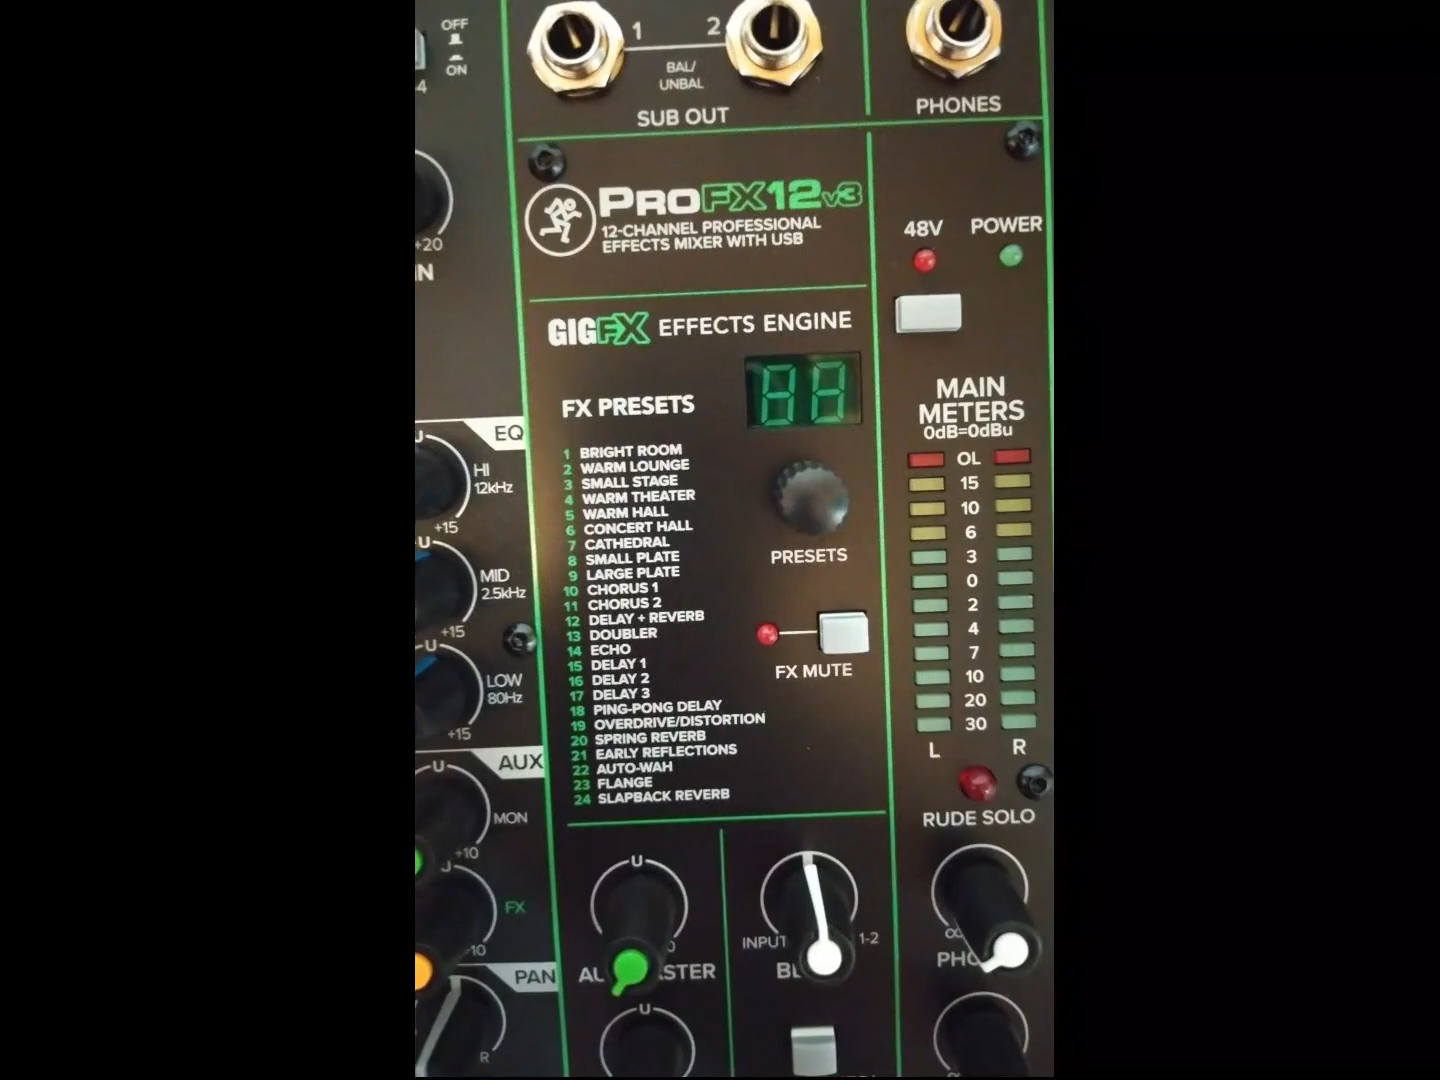 OFF
ON
4
1 2
BAL/
UNBAL
SUB OUT
PHONES
PROFX12v3
12-CHANNEL PROFESSIONAL
EFFECTS MIXER WITH USB
48V POWER
+20
GIGFX EFFECTS ENGINE
88
FX PRESETS
1 BRIGHT ROOM
2 WARM LOUNGE
3 SMALL STAGE
4 WARM THEATER
5 WARM HALL
6 CONCERT HALL
7 CATHEDRAL
8 SMALL PLATE
9 LARGE PLATE
10 CHORUS 1
11 CHORUS 2
12 DELAY + REVERB
13 DOUBLER
14 ECHO
15 DELAY 1
16 DELAY 2
17 DELAY 3
18 PING-PONG DELAY
19 OVERDRIVE/DISTORTION
20 SPRING REVERB
21 EARLY REFLECTIONS
22 AUTO-WAH
23 FLANGE
24 SLAPBACK REVERB
PRESETS
FX MUTE
MAIN
METERS
0dB=0dBu
OL
15
10
6
3
0
2
4
7
10
20
30
L R
RUDE SOLO
EQ
U
HI
12kHz
+15
U
MID
2.5kHz
+15
U
LOW
80Hz
+15
AUX
U
MON
+10
U
FX
PAN
R
U
U
INPUT 1-2
∞